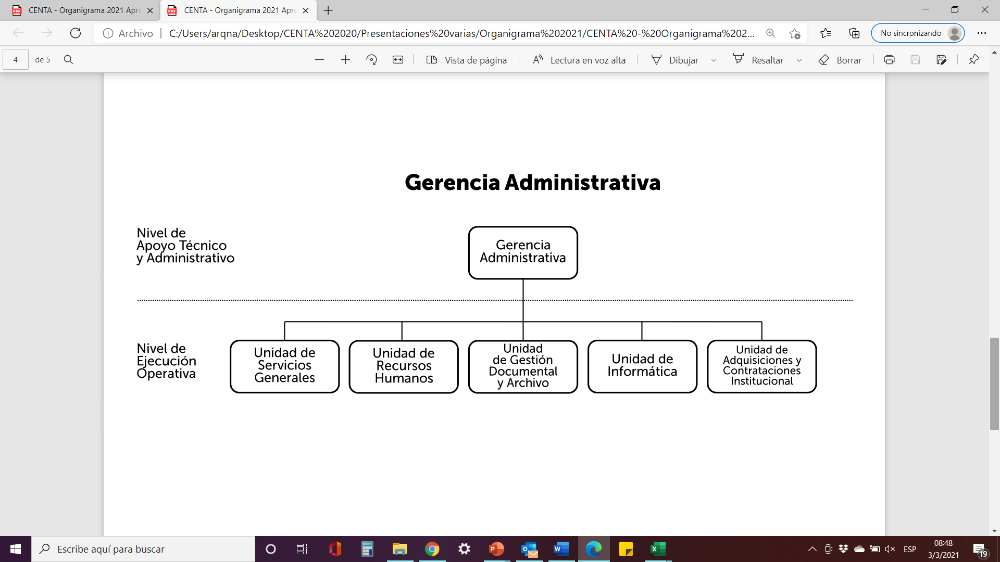 CENTA - Organigrama 2021 Apro
CENTA - Organigrama 2021 Apro
Archivo
C:/Users/arqna/Desktop/CENTA%202020/Presentaciones%20varias/Organigrama%202021/CENTA%20-%20Organigrama%202...
No sincronizando
4
de 5
Vista de página
Lectura en voz alta
Dibujar
Resaltar
Borrar
Gerencia Administrativa
Nivel de
Apoyo Técnico
y Administrativo
Gerencia
Administrativa
Nivel de
Ejecución
Operativa
Unidad de
Servicios
Generales
Unidad de
Recursos
Humanos
Unidad
de Gestión
Documental
y Archivo
Unidad de
Informática
Unidad de
Adquisiciones y
Contrataciones
Institucional
Escribe aquí para buscar
ESP
08:48
3/3/2021
19